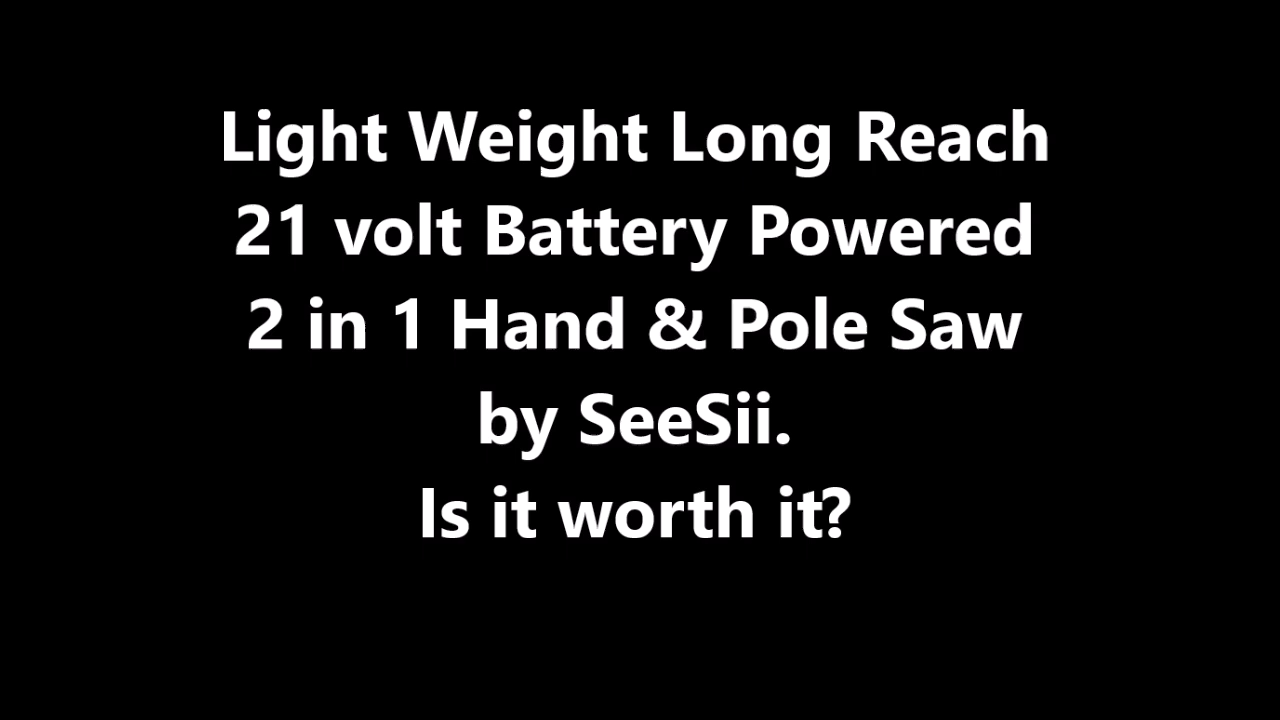 Light Weight Long Reach
21 volt Battery Powered
2 in 1 Hand & Pole Saw
by SeeSii.
Is it worth it?